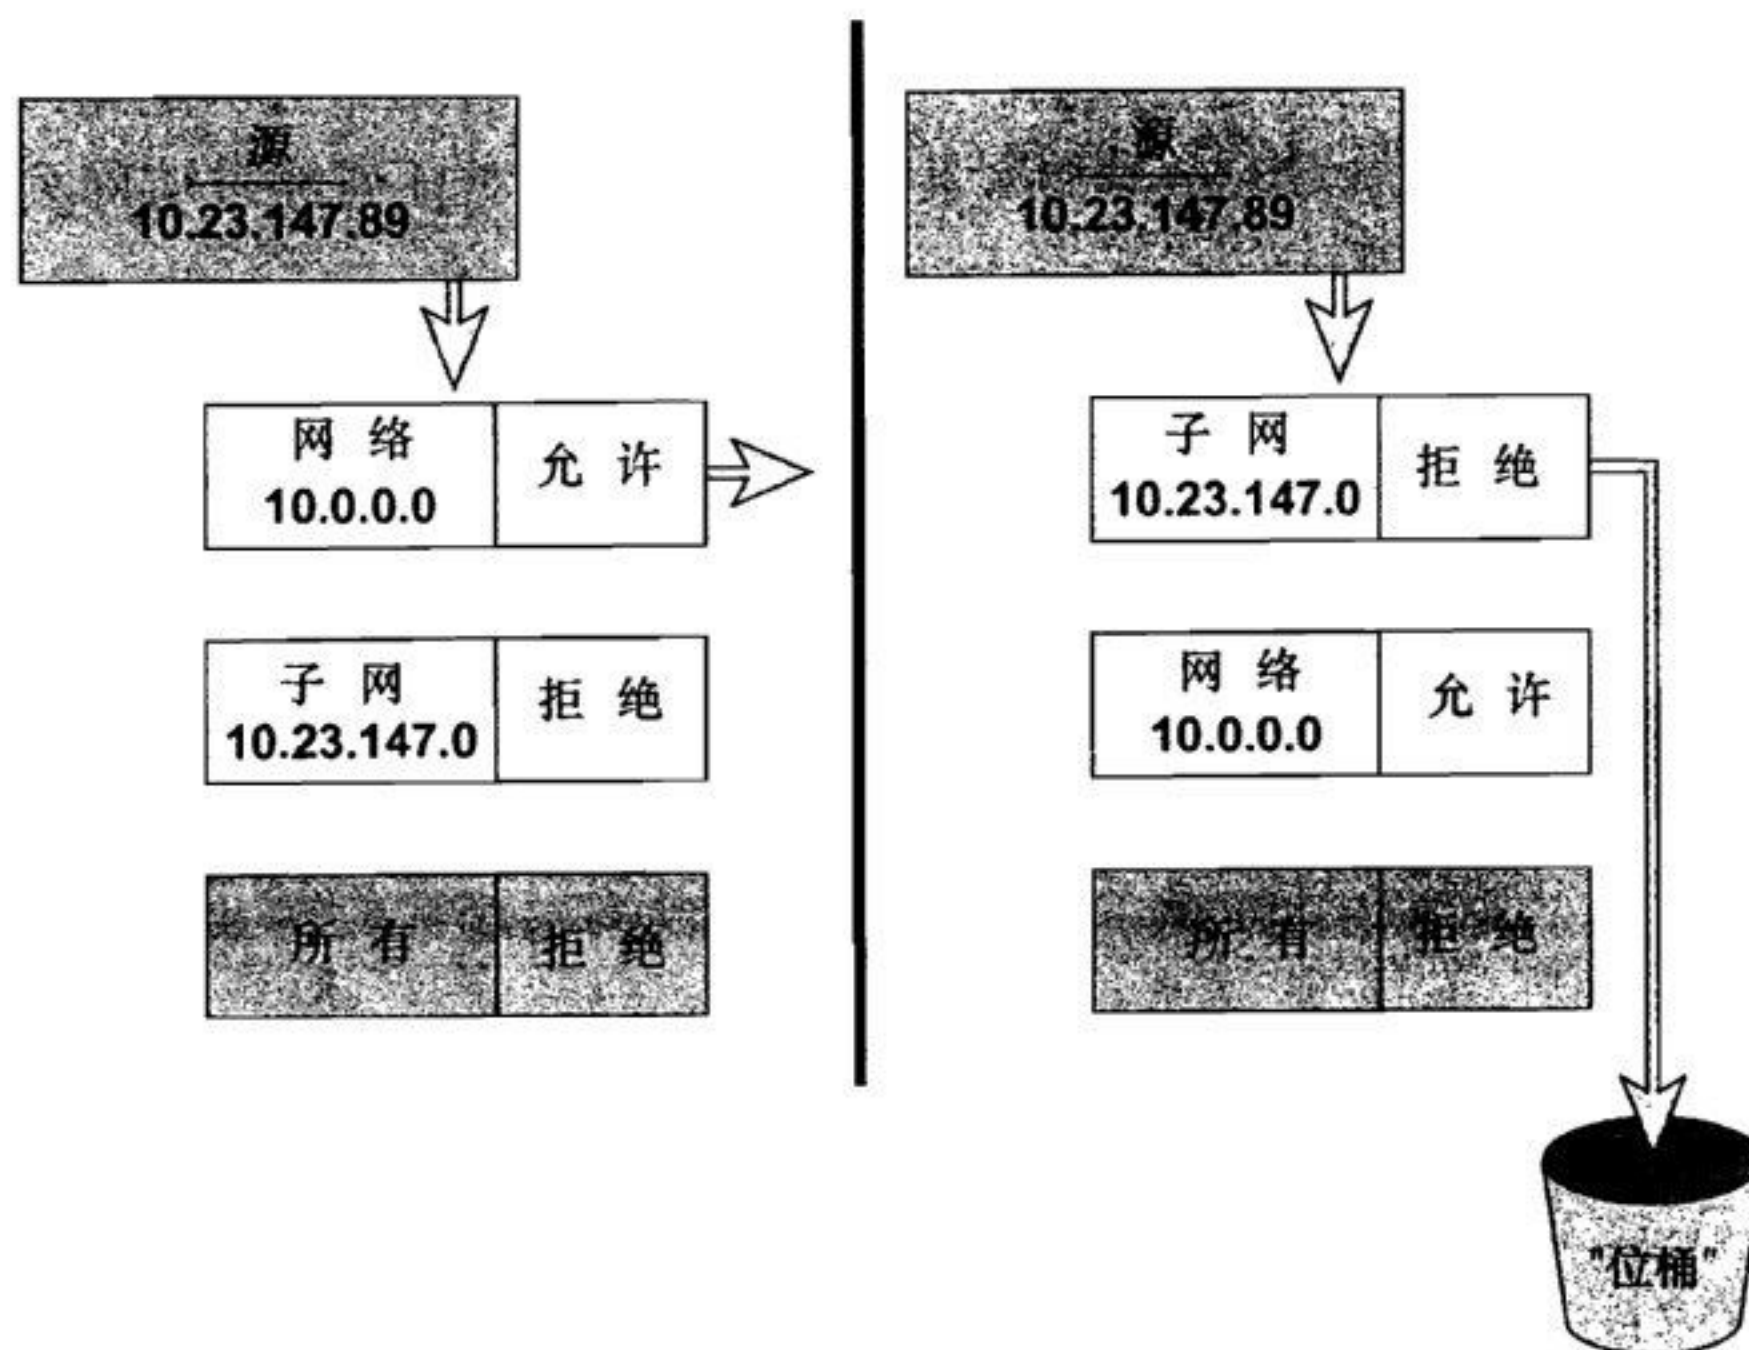 源
10.23.147.89
网络
10.0.0.0
允许
子网
10.23.147.0
拒绝
所有
拒绝
源
10.23.147.89
子网
10.23.147.0
拒绝
网络
10.0.0.0
允许
所有
拒绝
"位桶"